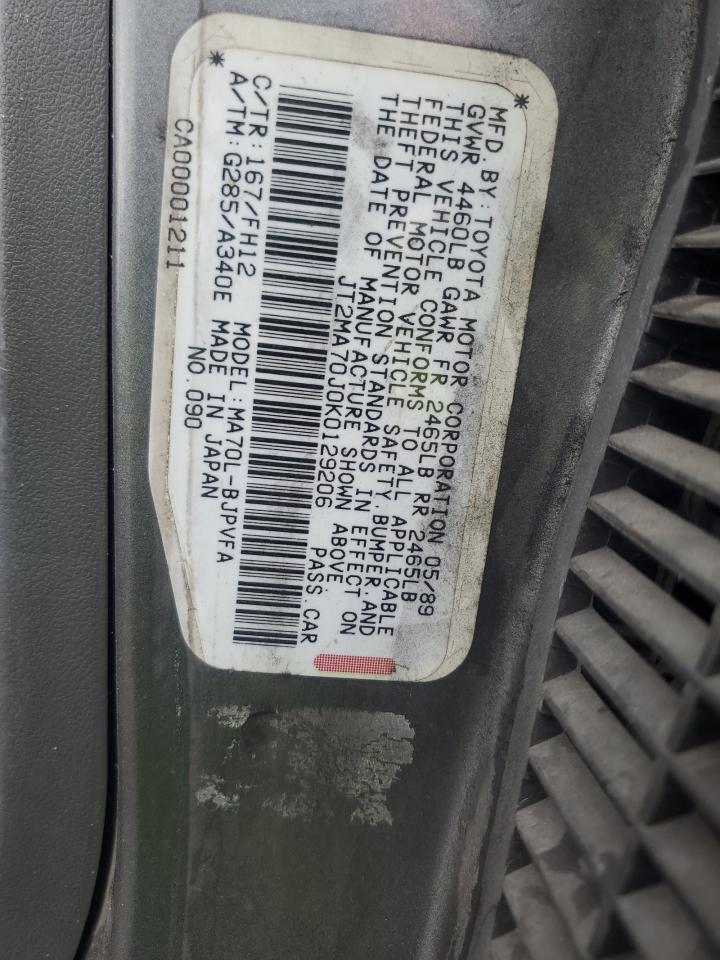 MFD. BY: TOYOTA MOTOR CORPORATION 05/89
GVWR 4460LB GAWR FR 2465LB RR 2465LB
THIS VEHICLE CONFORMS TO ALL APPLICABLE
FEDERAL MOTOR VEHICLE SAFETY, BUMPER, AND
THEFT PREVENTION STANDARDS IN EFFECT ON
THE DATE OF MANUFACTURE SHOWN ABOVE.
* JT2MA70J0K0129206 PASS. CAR
C/TR: 167/FH12 MODEL: MA70L-BJPVFA
* A/TM: G285/A340E MADE IN JAPAN
CA00001211 NO. 090